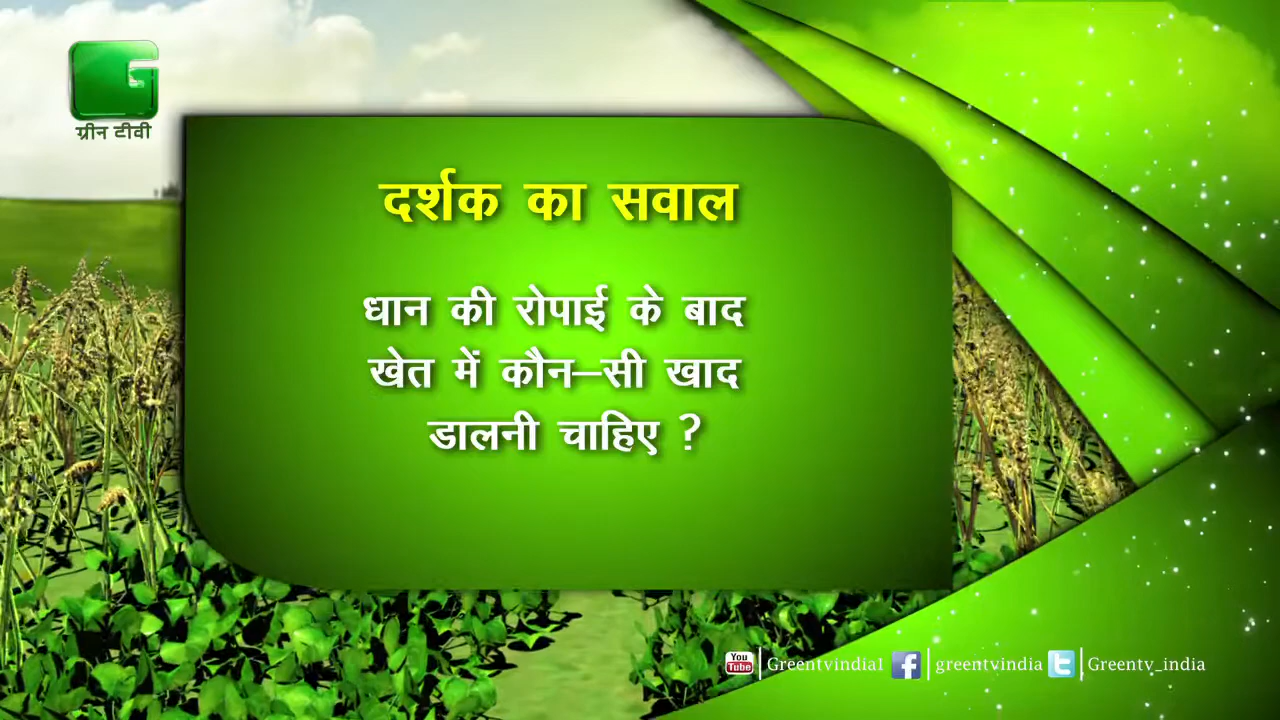 ग्रीन टीवी
दर्शक का सवाल
धान की रोपाई के बाद
खेत में कौन–सी खाद
डालनी चाहिए ?
You Tube Greentvindia1 f greentvindia t Greentv_india